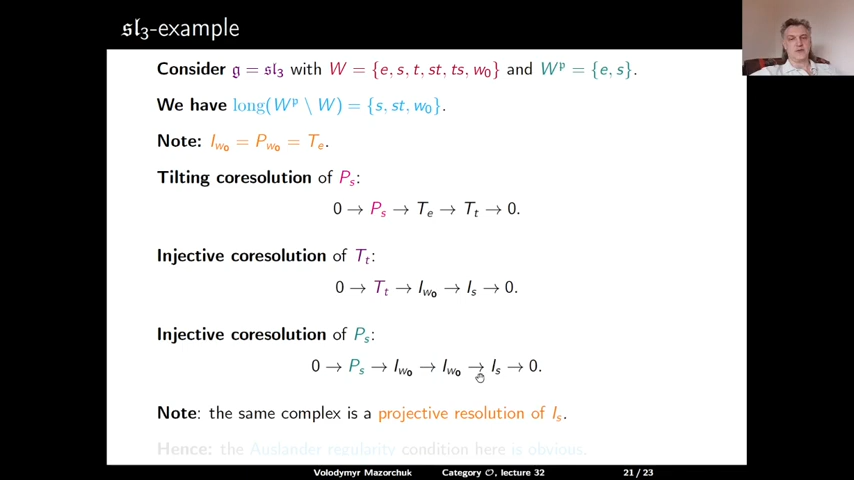 𝔰𝔩₃-example
Consider 𝔤 = 𝔰𝔩₃ with W = {e, s, t, st, ts, w₀} and W^𝔭 = {e, s}.
We have long(W^𝔭 \ W) = {s, st, w₀}.
Note: I_{w₀} = P_{w₀} = T_e.
Tilting coresolution of P_s:
0 → P_s → T_e → T_t → 0.
Injective coresolution of T_t:
0 → T_t → I_{w₀} → I_s → 0.
Injective coresolution of P_s:
0 → P_s → I_{w₀} → I_{w₀} → I_s → 0.
Note: the same complex is a projective resolution of I_s.
Hence: the Auslander regularity condition here is obvious.
Volodymyr Mazorchuk Category 𝒪, lecture 32 21 / 23